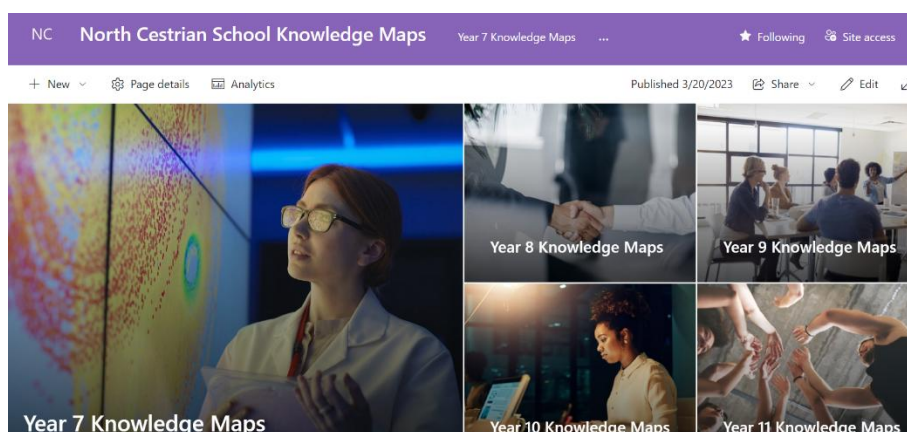 NC North Cestrian School Knowledge Maps Year 7 Knowledge Maps ... Following Site access
+ New Page details Analytics Published 3/20/2023 Share Edit
Year 8 Knowledge Maps Year 9 Knowledge Maps
Year 7 Knowledge Maps Year 10 Knowledge Maps Year 11 Knowledge Maps